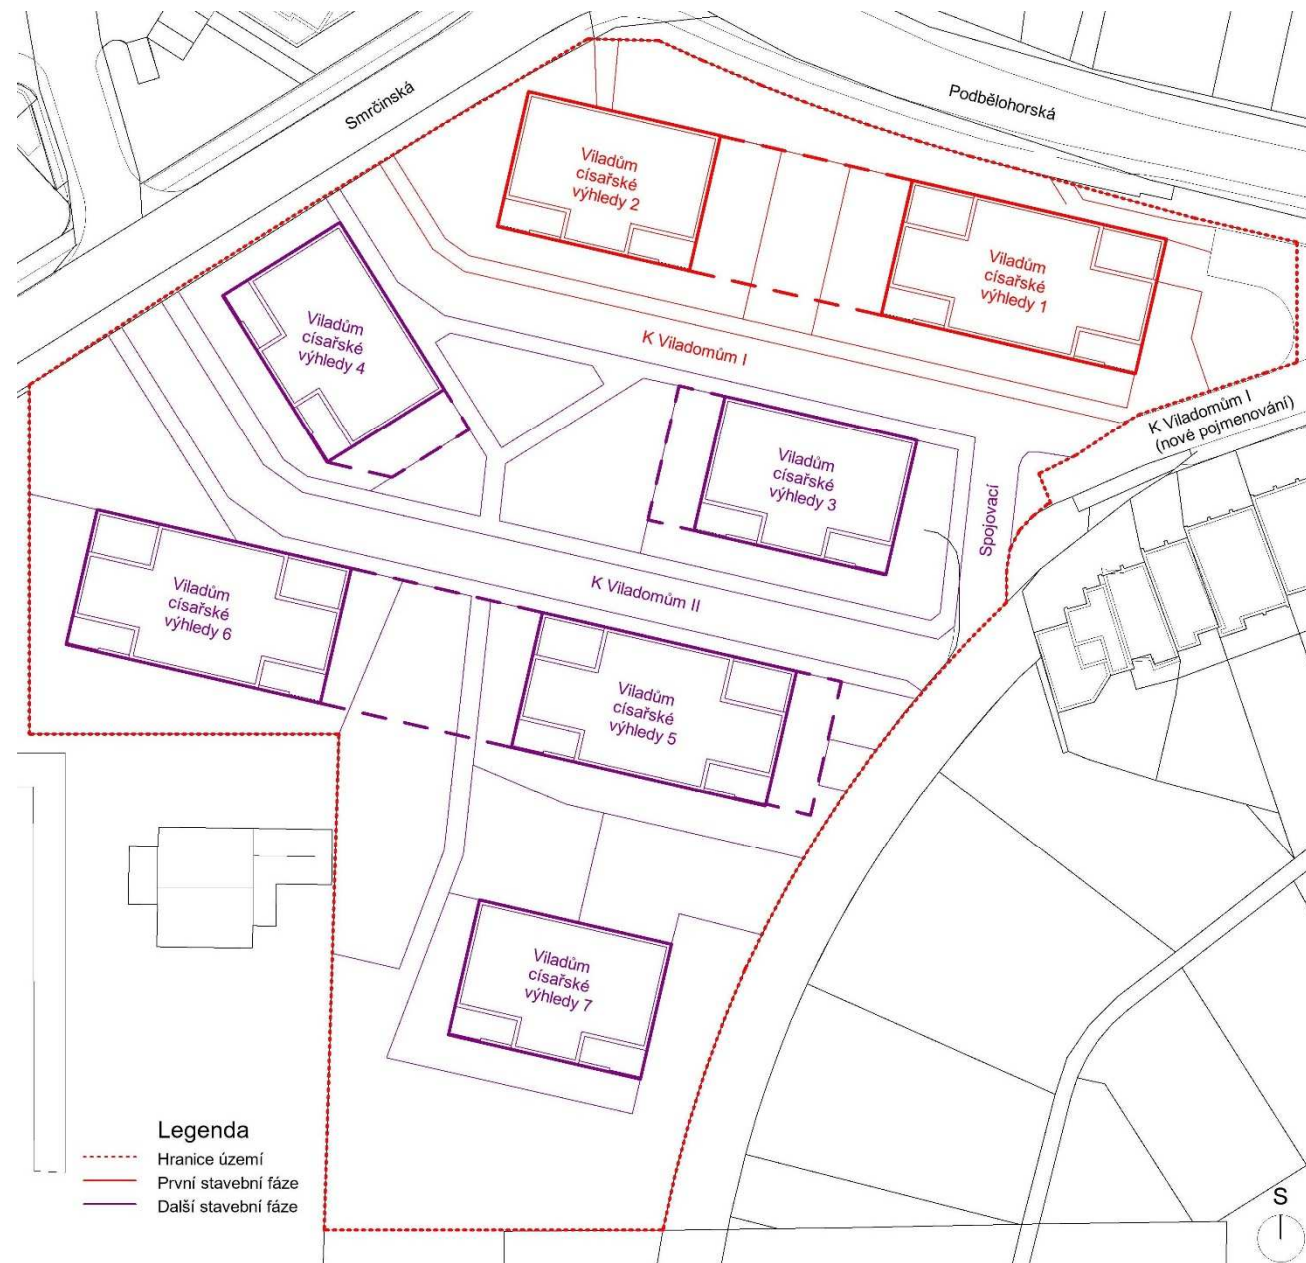 Smrčinská
Podbělohorská
Viladům
císařské
výhledy 2
Viladům
císařské
výhledy 1
Viladům
císařské
výhledy 4
K Viladomům I
K Viladomům I
(nové pojmenování)
Viladům
císařské
výhledy 3
Spojovací
K Viladomům II
Viladům
císařské
výhledy 6
Viladům
císařské
výhledy 5
Viladům
císařské
výhledy 7
Legenda
Hranice území
První stavební fáze
Další stavební fáze
S